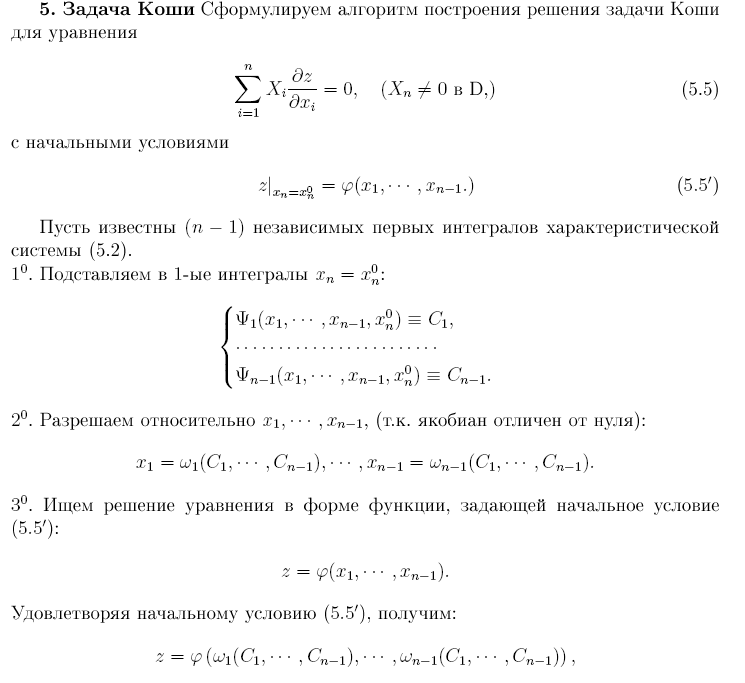 5. Задача Коши Сформулируем алгоритм построения решения задачи Коши
для уравнения
$$\sum_{i=1}^{n} X_i \frac{\partial z}{\partial x_i} = 0, \quad (X_n \neq 0 \text{ в D,}) \quad (5.5)$$
с начальными условиями
$$z|_{x_n=x_n^0} = \varphi(x_1, \cdots, x_{n-1}.) \quad (5.5')$$
Пусть известны $(n-1)$ независимых первых интегралов характеристической
системы (5.2).
$1^0$. Подставляем в 1-ые интегралы $x_n = x_n^0$:
$$\begin{cases} \Psi_1(x_1, \cdots, x_{n-1}, x_n^0) \equiv C_1, \\ \cdots\cdots\cdots\cdots\cdots\cdots\cdots\cdots \\ \Psi_{n-1}(x_1, \cdots, x_{n-1}, x_n^0) \equiv C_{n-1}. \end{cases}$$
$2^0$. Разрешаем относительно $x_1, \cdots, x_{n-1}$, (т.к. якобиан отличен от нуля):
$$x_1 = \omega_1(C_1, \cdots, C_{n-1}), \cdots, x_{n-1} = \omega_{n-1}(C_1, \cdots, C_{n-1}).$$
$3^0$. Ищем решение уравнения в форме функции, задающей начальное условие
(5.5′):
$$z = \varphi(x_1, \cdots, x_{n-1}).$$
Удовлетворяя начальному условию (5.5′), получим:
$$z = \varphi\left(\omega_1(C_1, \cdots, C_{n-1}), \cdots, \omega_{n-1}(C_1, \cdots, C_{n-1})\right),$$